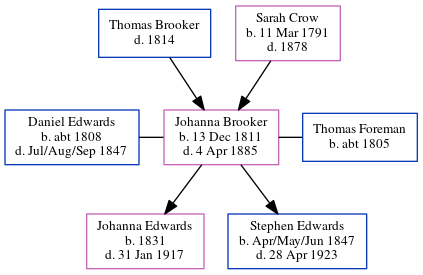 Thomas Brooker
d. 1814
Sarah Crow
b. 11 Mar 1791
d. 1878
Daniel Edwards
b. abt 1808
d. Jul/Aug/Sep 1847
Johanna Brooker
b. 13 Dec 1811
d. 4 Apr 1885
Thomas Foreman
b. abt 1805
Johanna Edwards
b. 1831
d. 31 Jan 1917
Stephen Edwards
b. Apr/May/Jun 1847
d. 28 Apr 1923